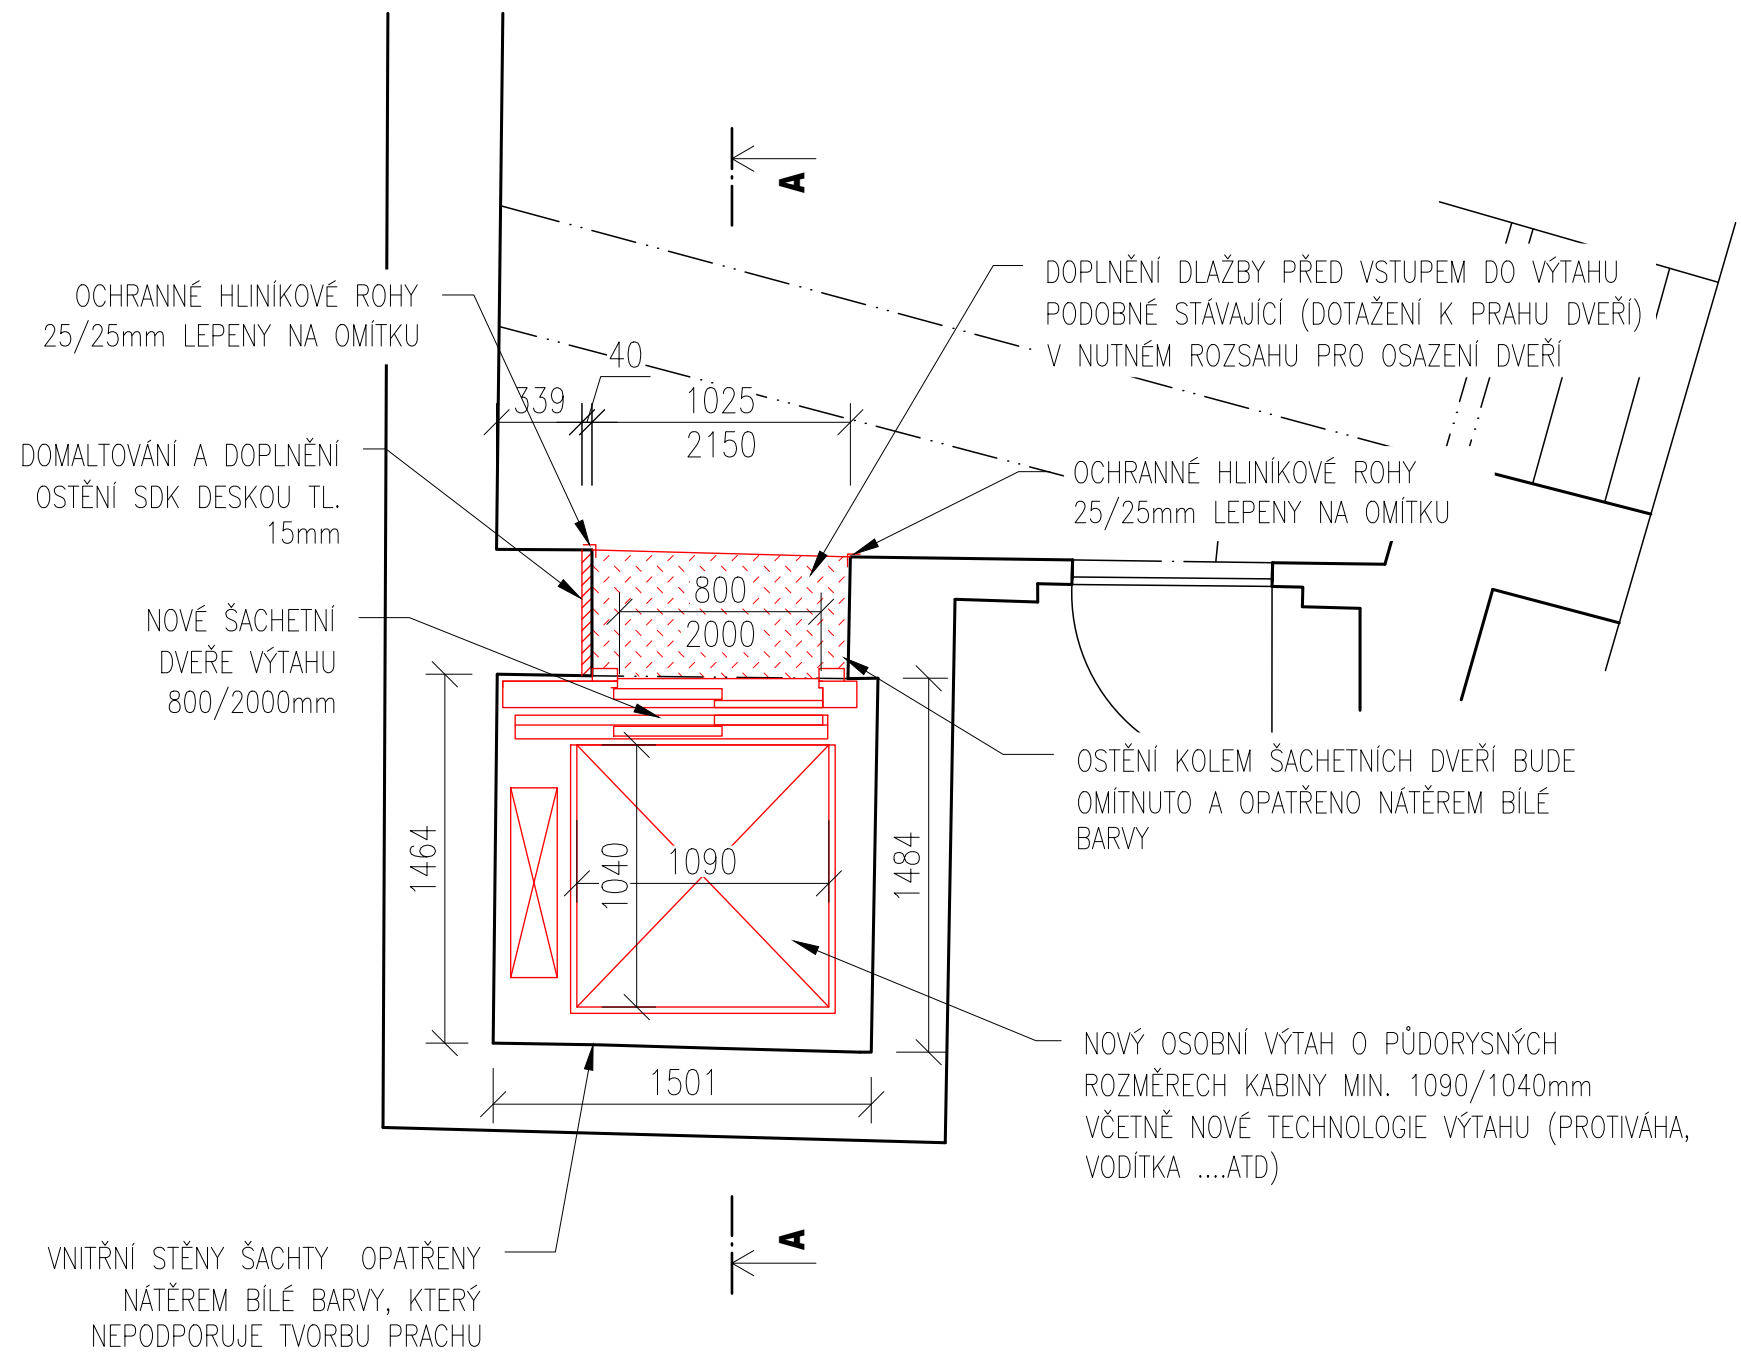 A
OCHRANNÉ HLINÍKOVÉ ROHY
25/25mm LEPENY NA OMÍTKU
DOPLNĚNÍ DLAŽBY PŘED VSTUPEM DO VÝTAHU
PODOBNÉ STÁVAJÍCÍ (DOTAŽENÍ K PRAHU DVEŘÍ)
V NUTNÉM ROZSAHU PRO OSAZENÍ DVEŘÍ
40
339
1025
2150
DOMALTOVÁNÍ A DOPLNĚNÍ
OSTĚNÍ SDK DESKOU TL.
15mm
OCHRANNÉ HLINÍKOVÉ ROHY
25/25mm LEPENY NA OMÍTKU
800
2000
NOVÉ ŠACHETNÍ
DVEŘE VÝTAHU
800/2000mm
OSTĚNÍ KOLEM ŠACHETNÍCH DVEŘÍ BUDE
OMÍTNUTO A OPATŘENO NÁTĚREM BÍLÉ
BARVY
1464
1040
1090
1484
1501
NOVÝ OSOBNÍ VÝTAH O PŮDORYSNÝCH
ROZMĚRECH KABINY MIN. 1090/1040mm
VČETNĚ NOVÉ TECHNOLOGIE VÝTAHU (PROTIVÁHA,
VODÍTKA ....ATD)
A
VNITŘNÍ STĚNY ŠACHTY OPATŘENY
NÁTĚREM BÍLÉ BARVY, KTERÝ
NEPODPORUJE TVORBU PRACHU